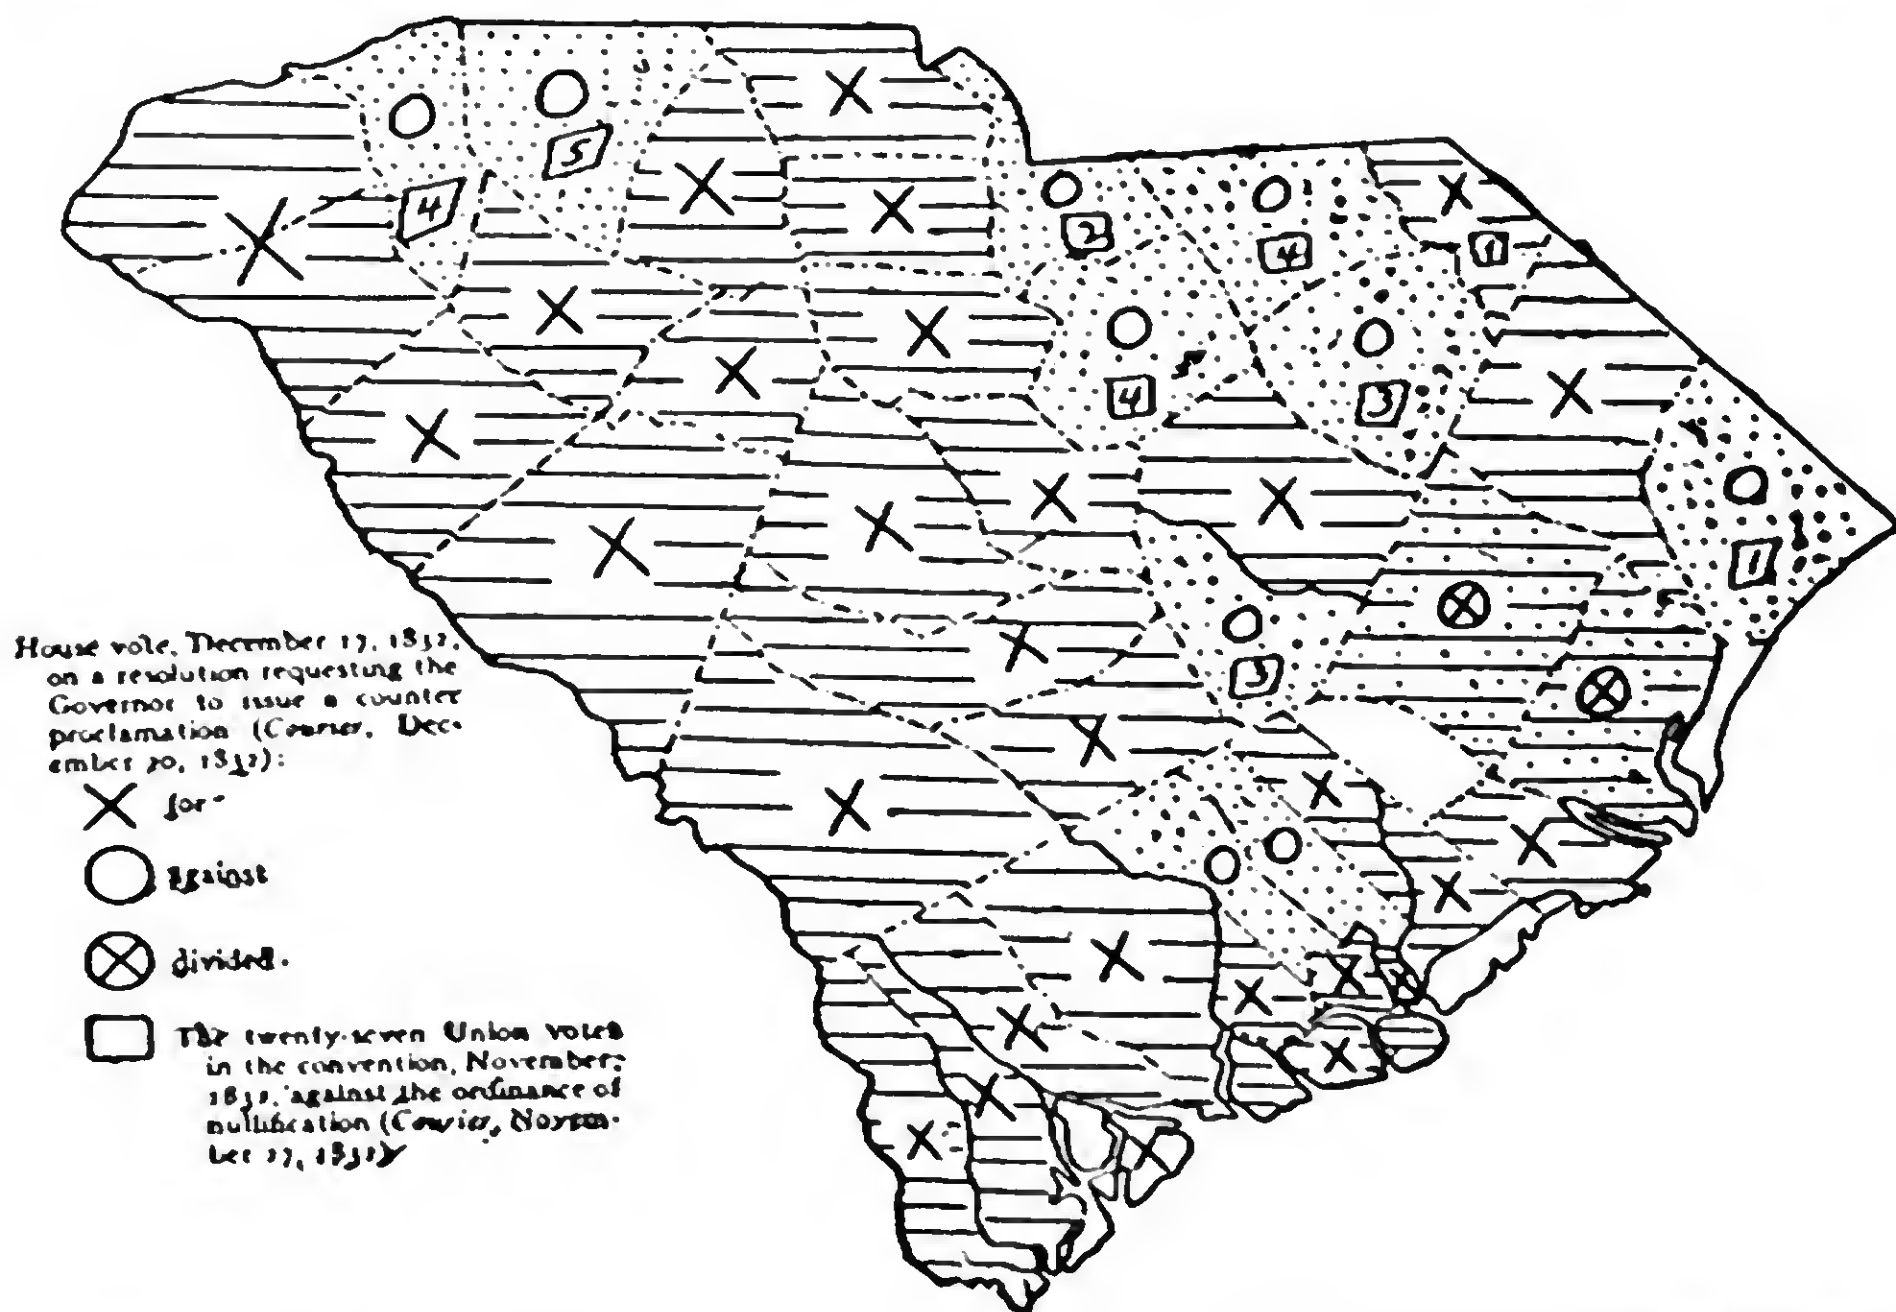 5
4
2
4
1
4
3
1
3
House vote, December 17, 1832,
on a resolution requesting the
Governor to issue a counter
proclamation (Courier, Dec-
ember 20, 1832):
for
against
divided.
The twenty-seven Union votes
in the convention, November,
1832, against the ordinance of
nullification (Courier, Novem-
ber 1832)